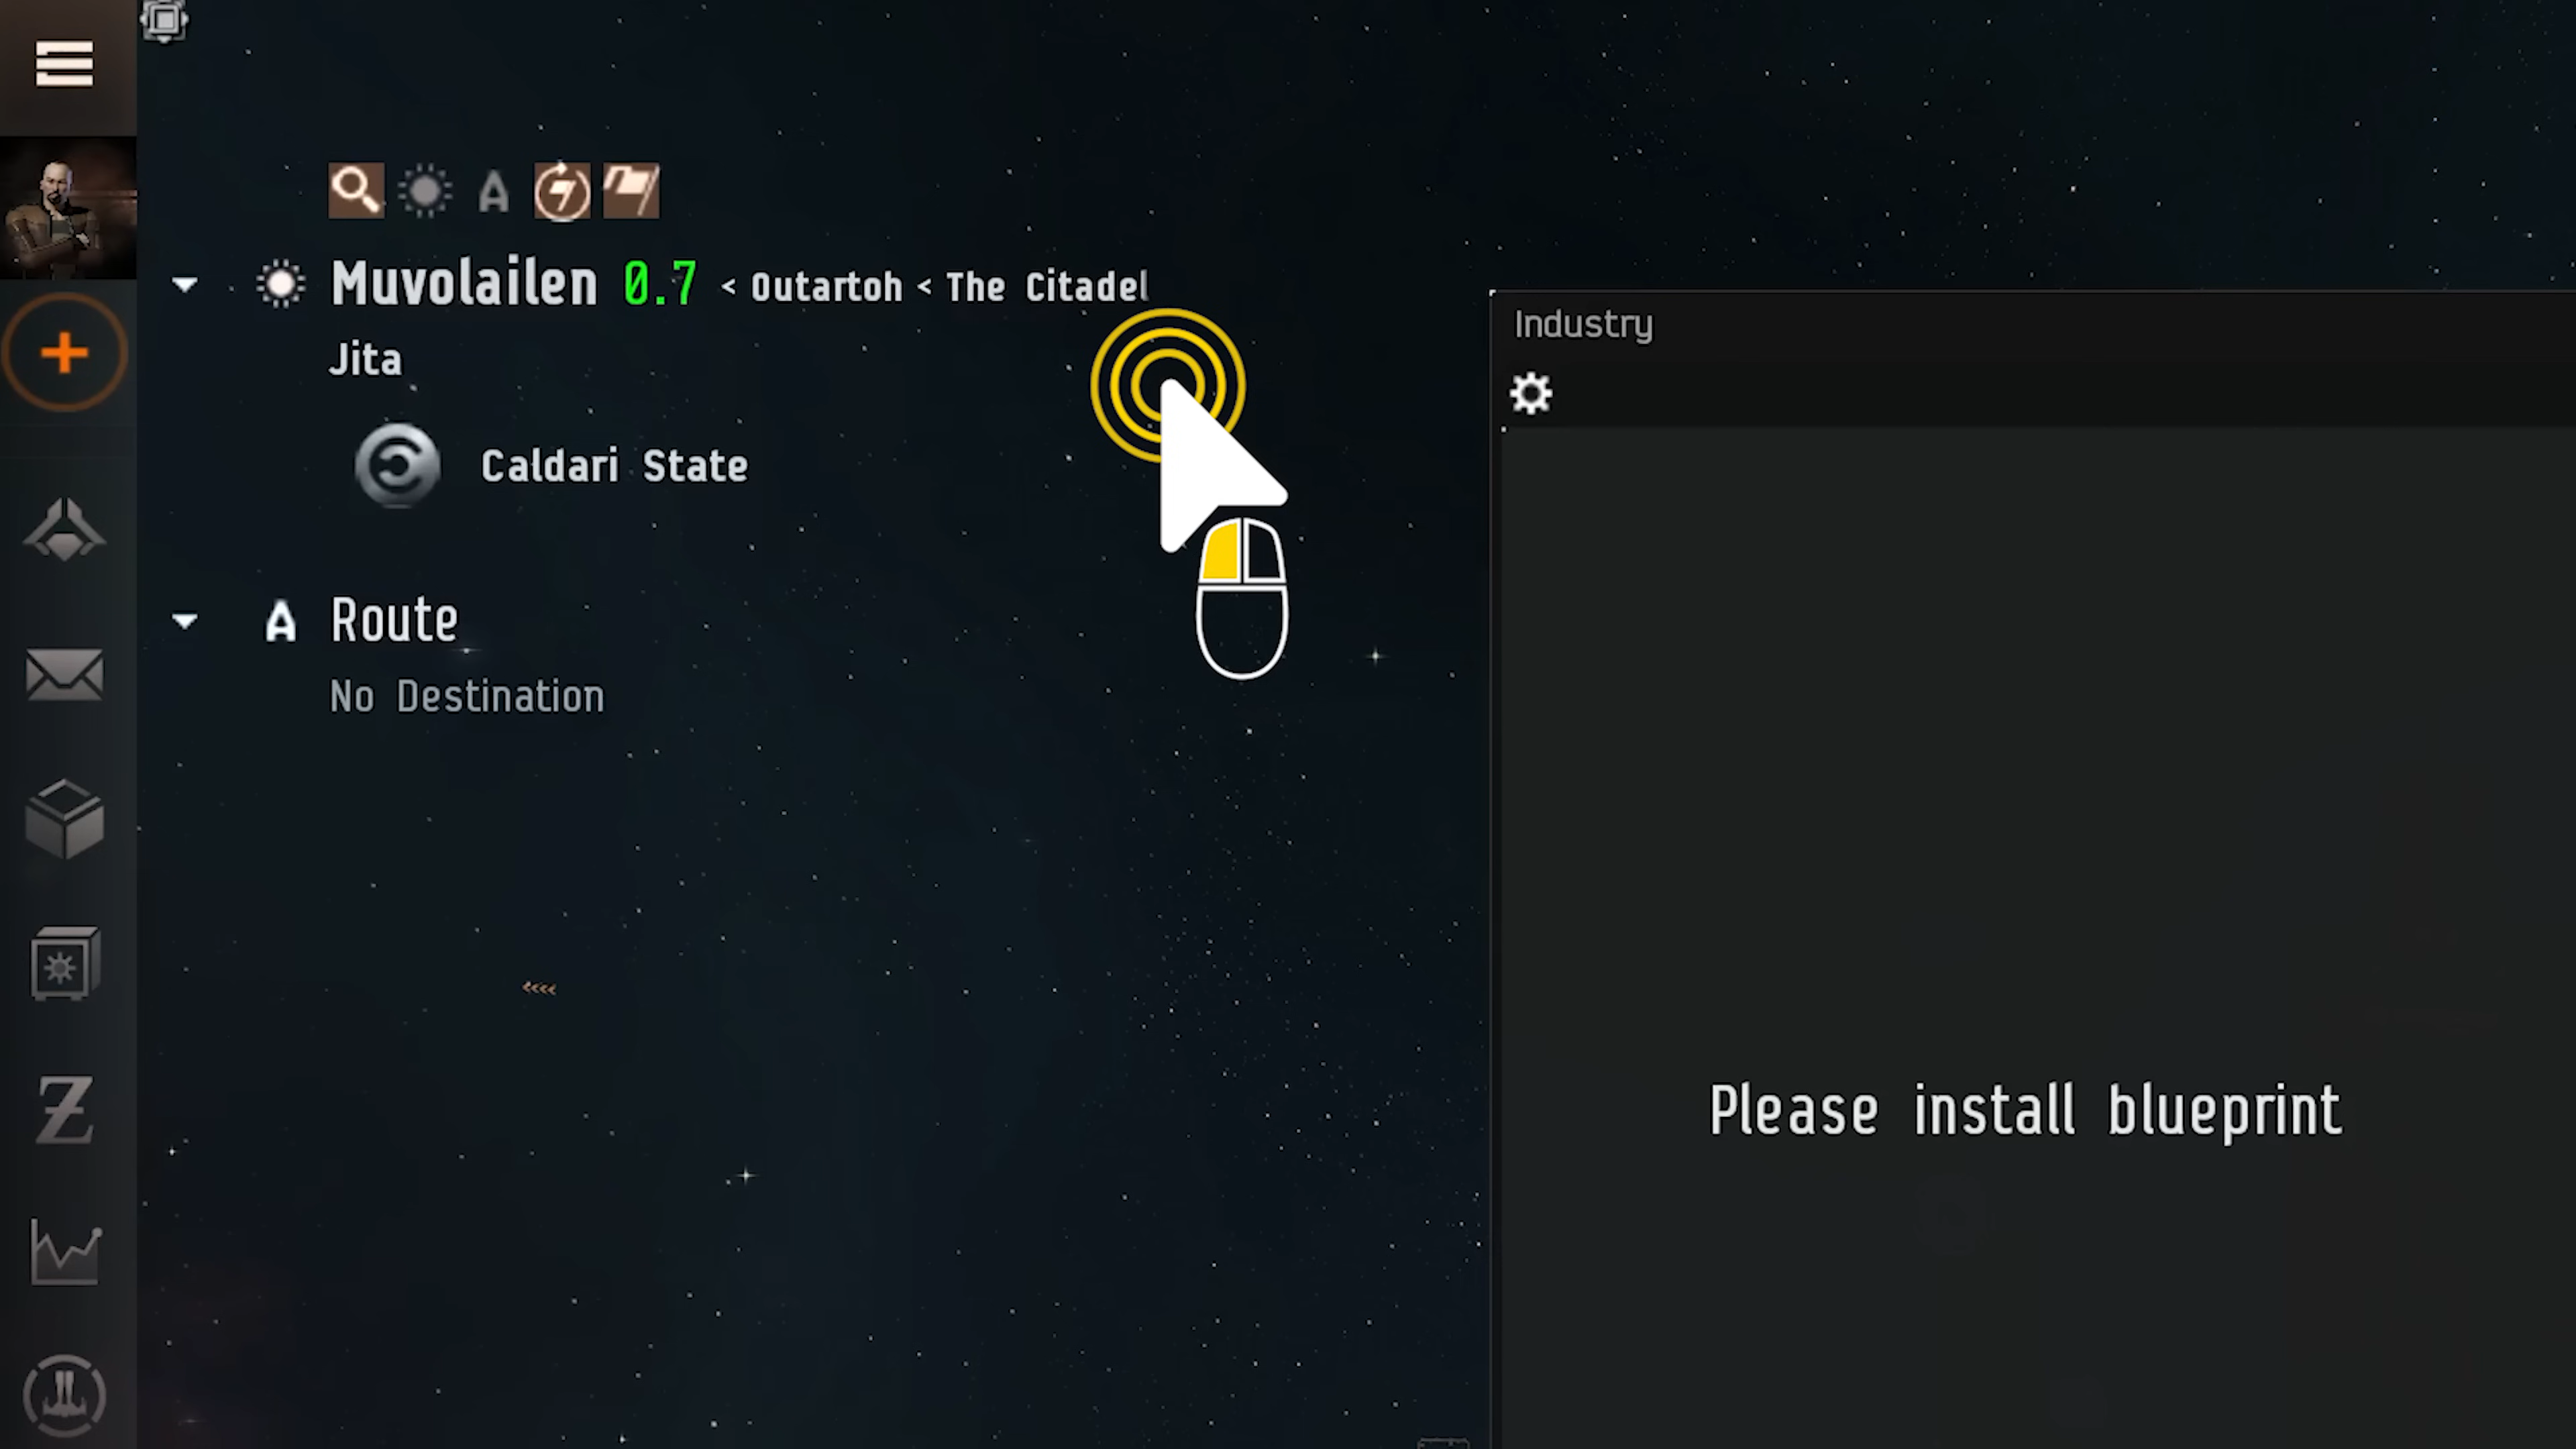 Muvolailen 0.7 < Outartoh < The Citadel
Jita
Caldari State
Route
No Destination
Industry
Please install blueprint